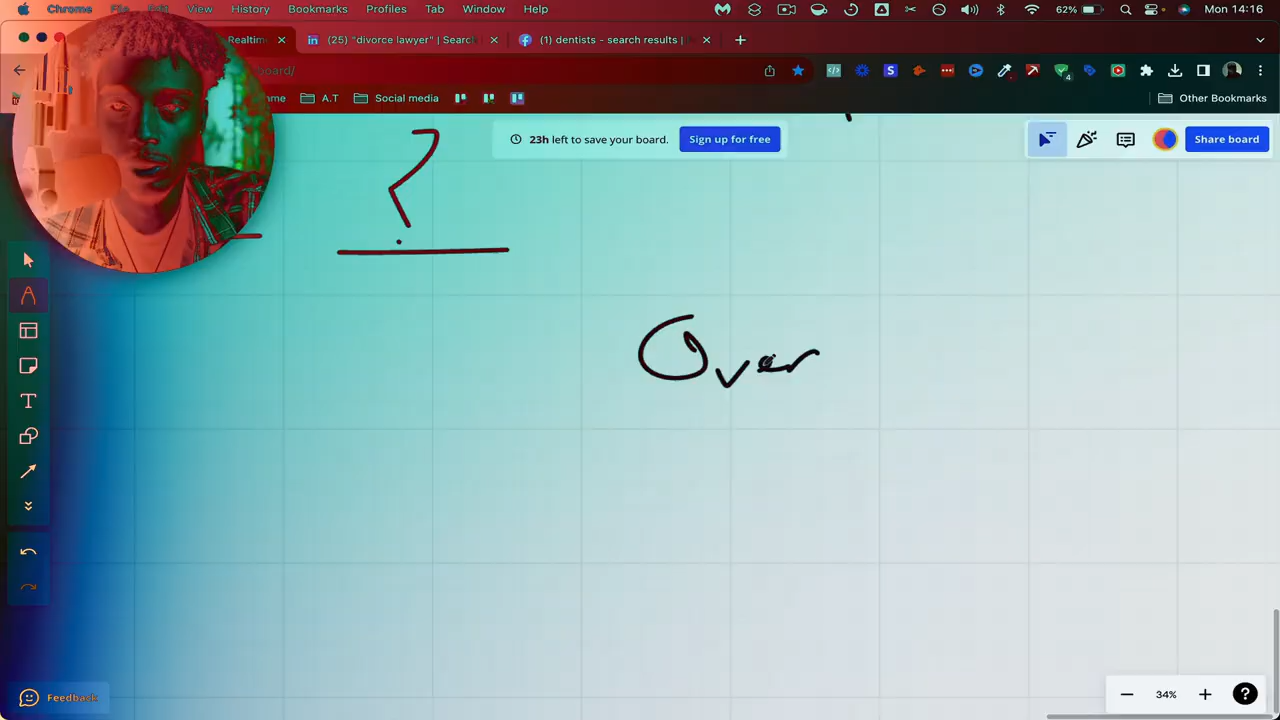 Chrome File Edit View History Bookmarks Profiles Tab Window Help 62% Mon 14:16
Realtime (25) "divorce lawyer" | Search (1) dentists - search results |
board/
A.T Social media Other Bookmarks
23h left to save your board. Sign up for free Share board
?
Over
Feedback
34%